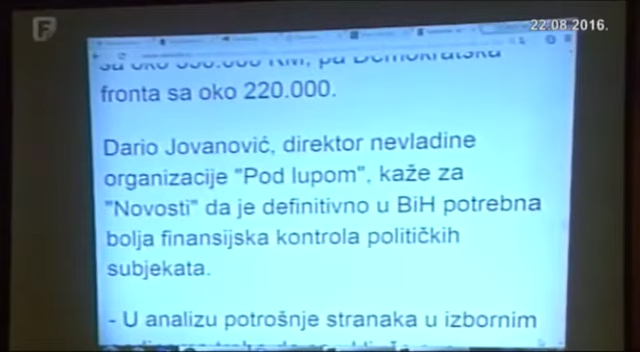 22.08.2016.
F
fronta sa oko 220.000.
Dario Jovanović, direktor nevladine
organizacije "Pod lupom", kaže za
"Novosti" da je definitivno u BiH potrebna
bolja finansijska kontrola političkih
subjekata.
- U analizu potrošnje stranaka u izbornim